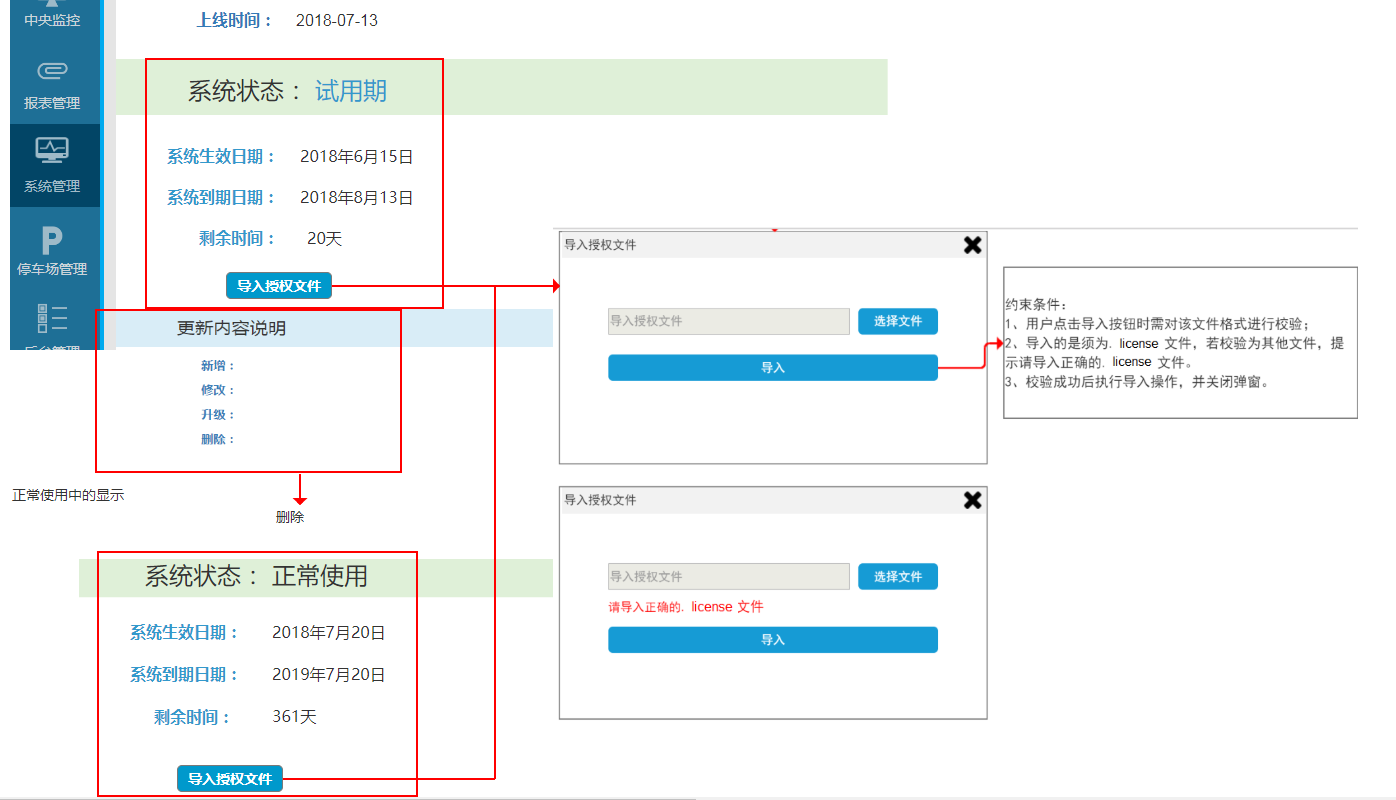 中央监控
报表管理
系统管理
停车场管理
后台管理
上线时间： 2018-07-13
系统状态： 试用期
系统生效日期： 2018年6月15日
系统到期日期： 2018年8月13日
剩余时间： 20天
导入授权文件
更新内容说明
新增：
修改：
升级：
删除：
正常使用中的显示
删除
系统状态： 正常使用
系统生效日期： 2018年7月20日
系统到期日期： 2019年7月20日
剩余时间： 361天
导入授权文件
导入授权文件
导入授权文件 选择文件
导入
约束条件：
1、用户点击导入按钮时需对该文件格式进行校验；
2、导入的是须为. license 文件，若校验为其他文件，提
示请导入正确的. license 文件。
3、校验成功后执行导入操作，并关闭弹窗。
导入授权文件
导入授权文件 选择文件
请导入正确的. license 文件
导入